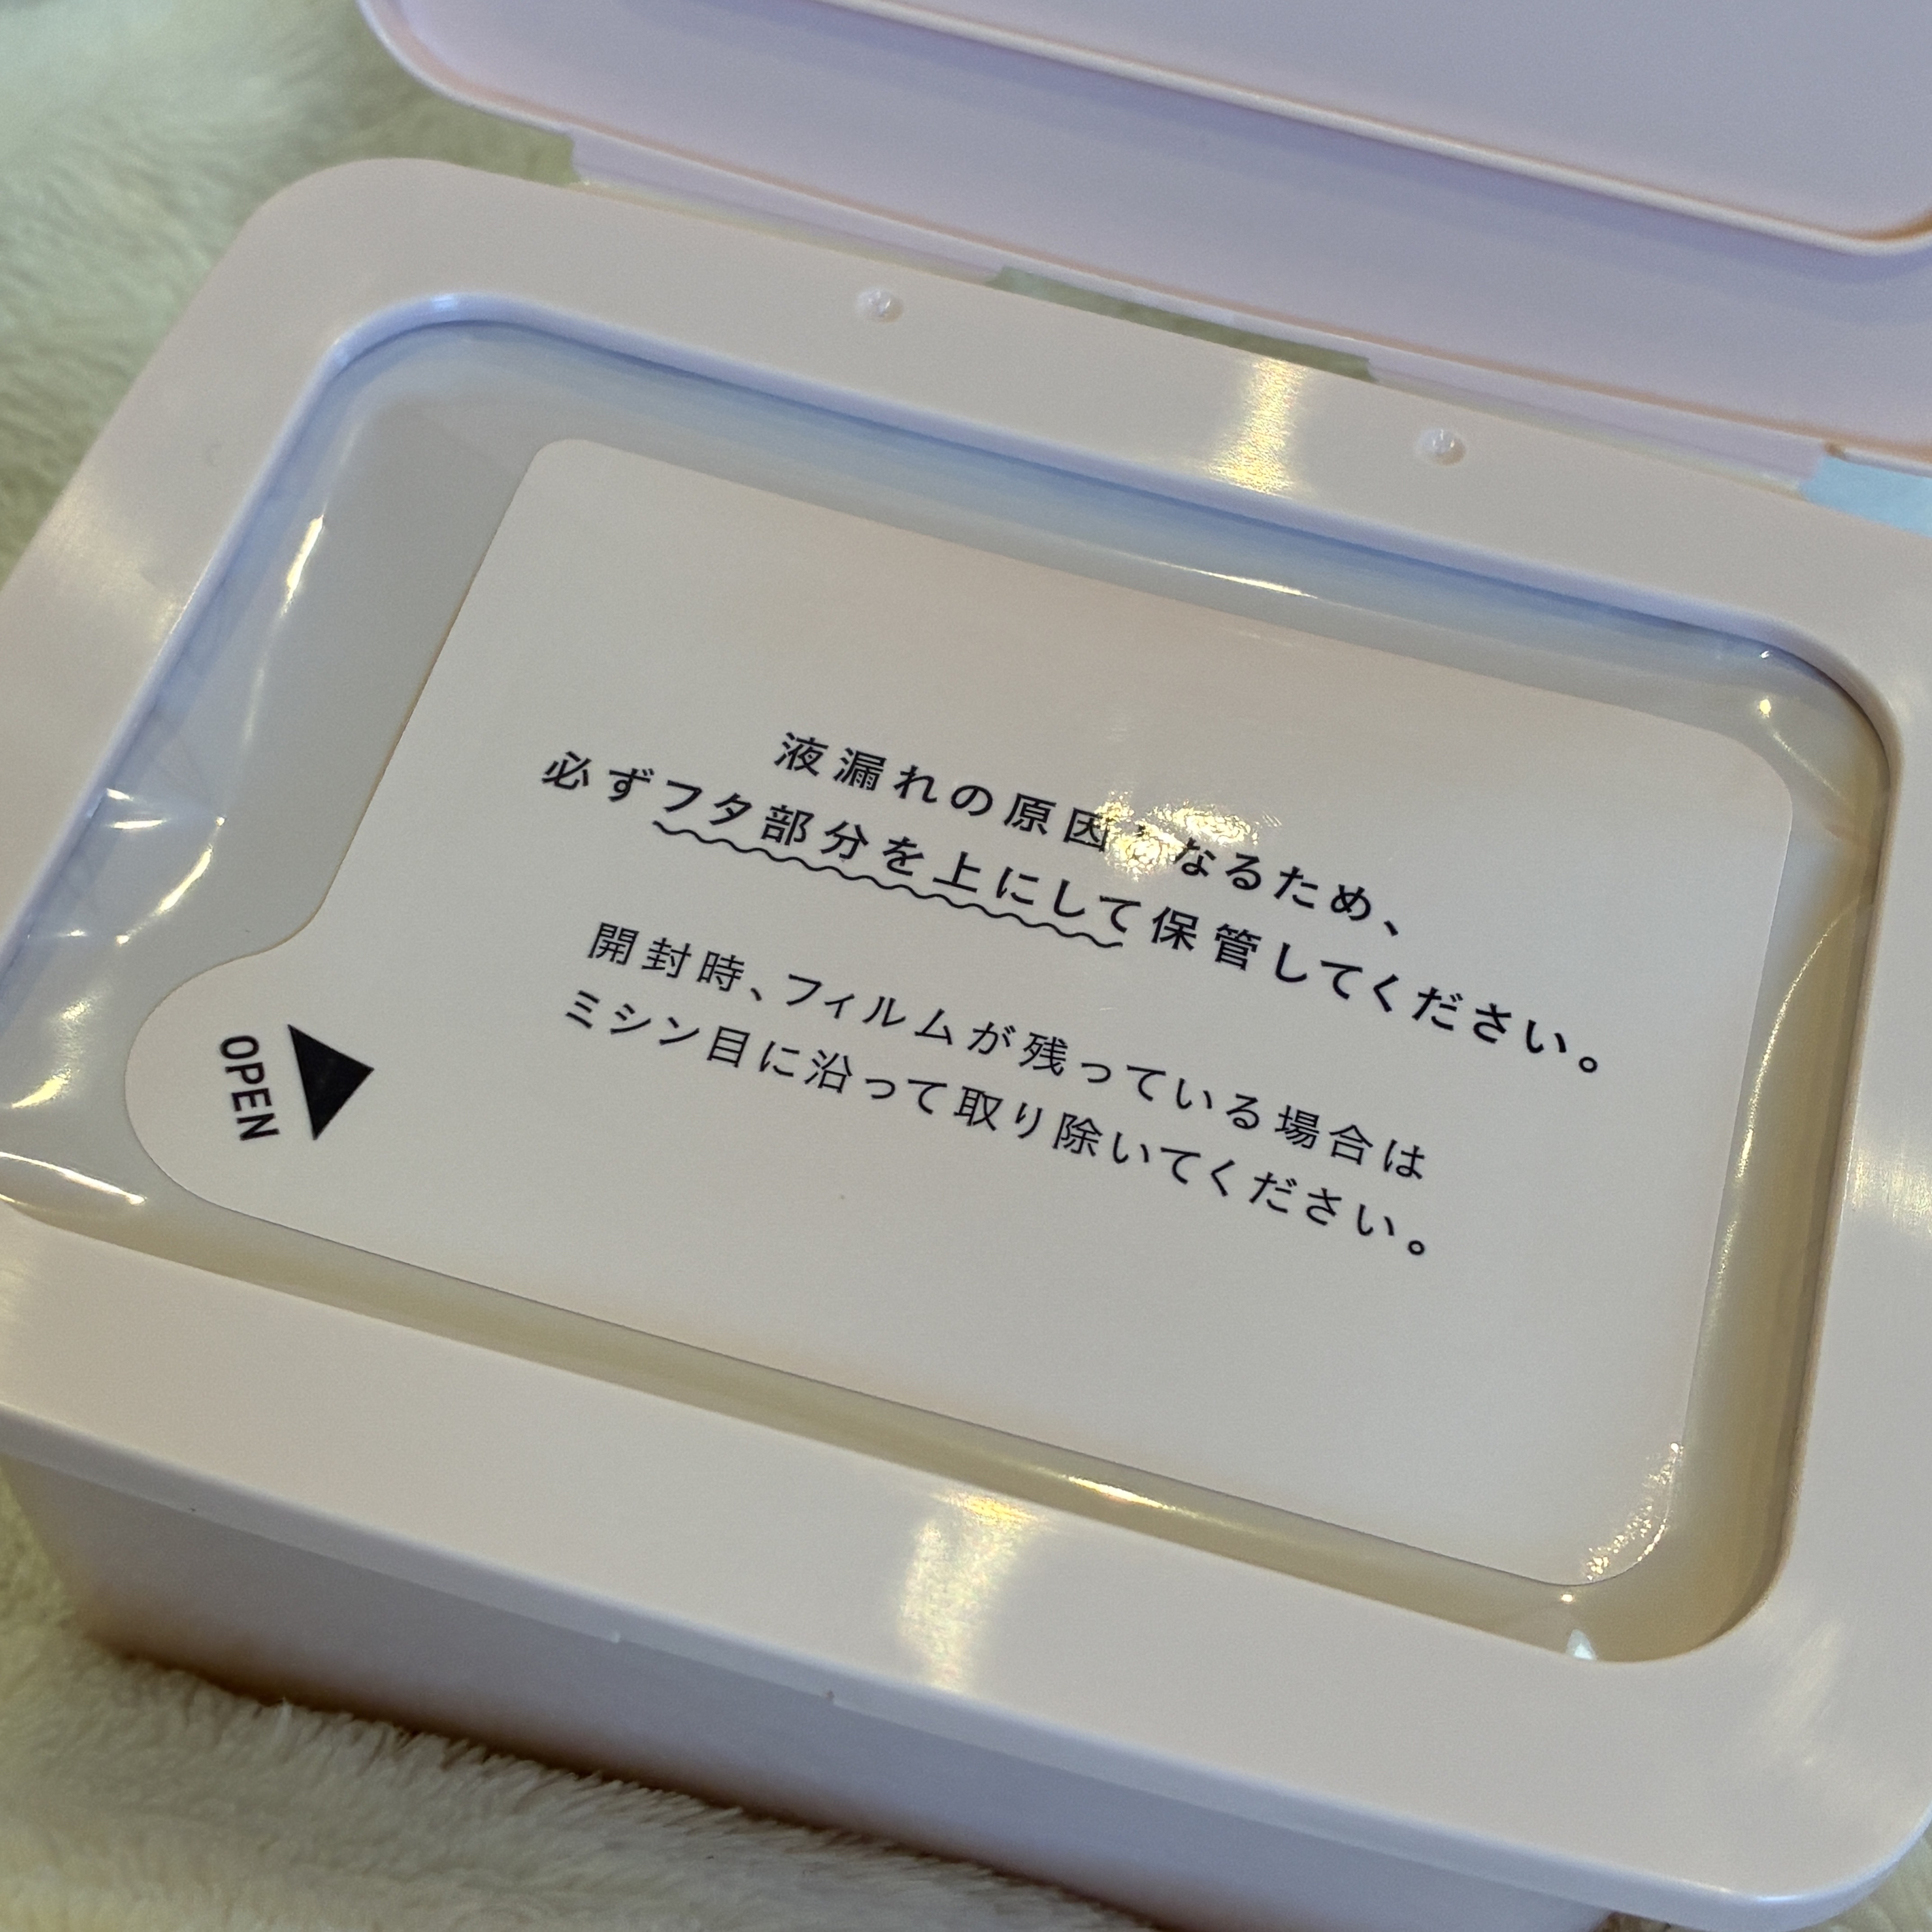 液漏れの原因となるため、
必ずフタ部分を上にして保管してください。
開封時、フィルムが残っている場合は
ミシン目に沿って取り除いてください。
OPEN